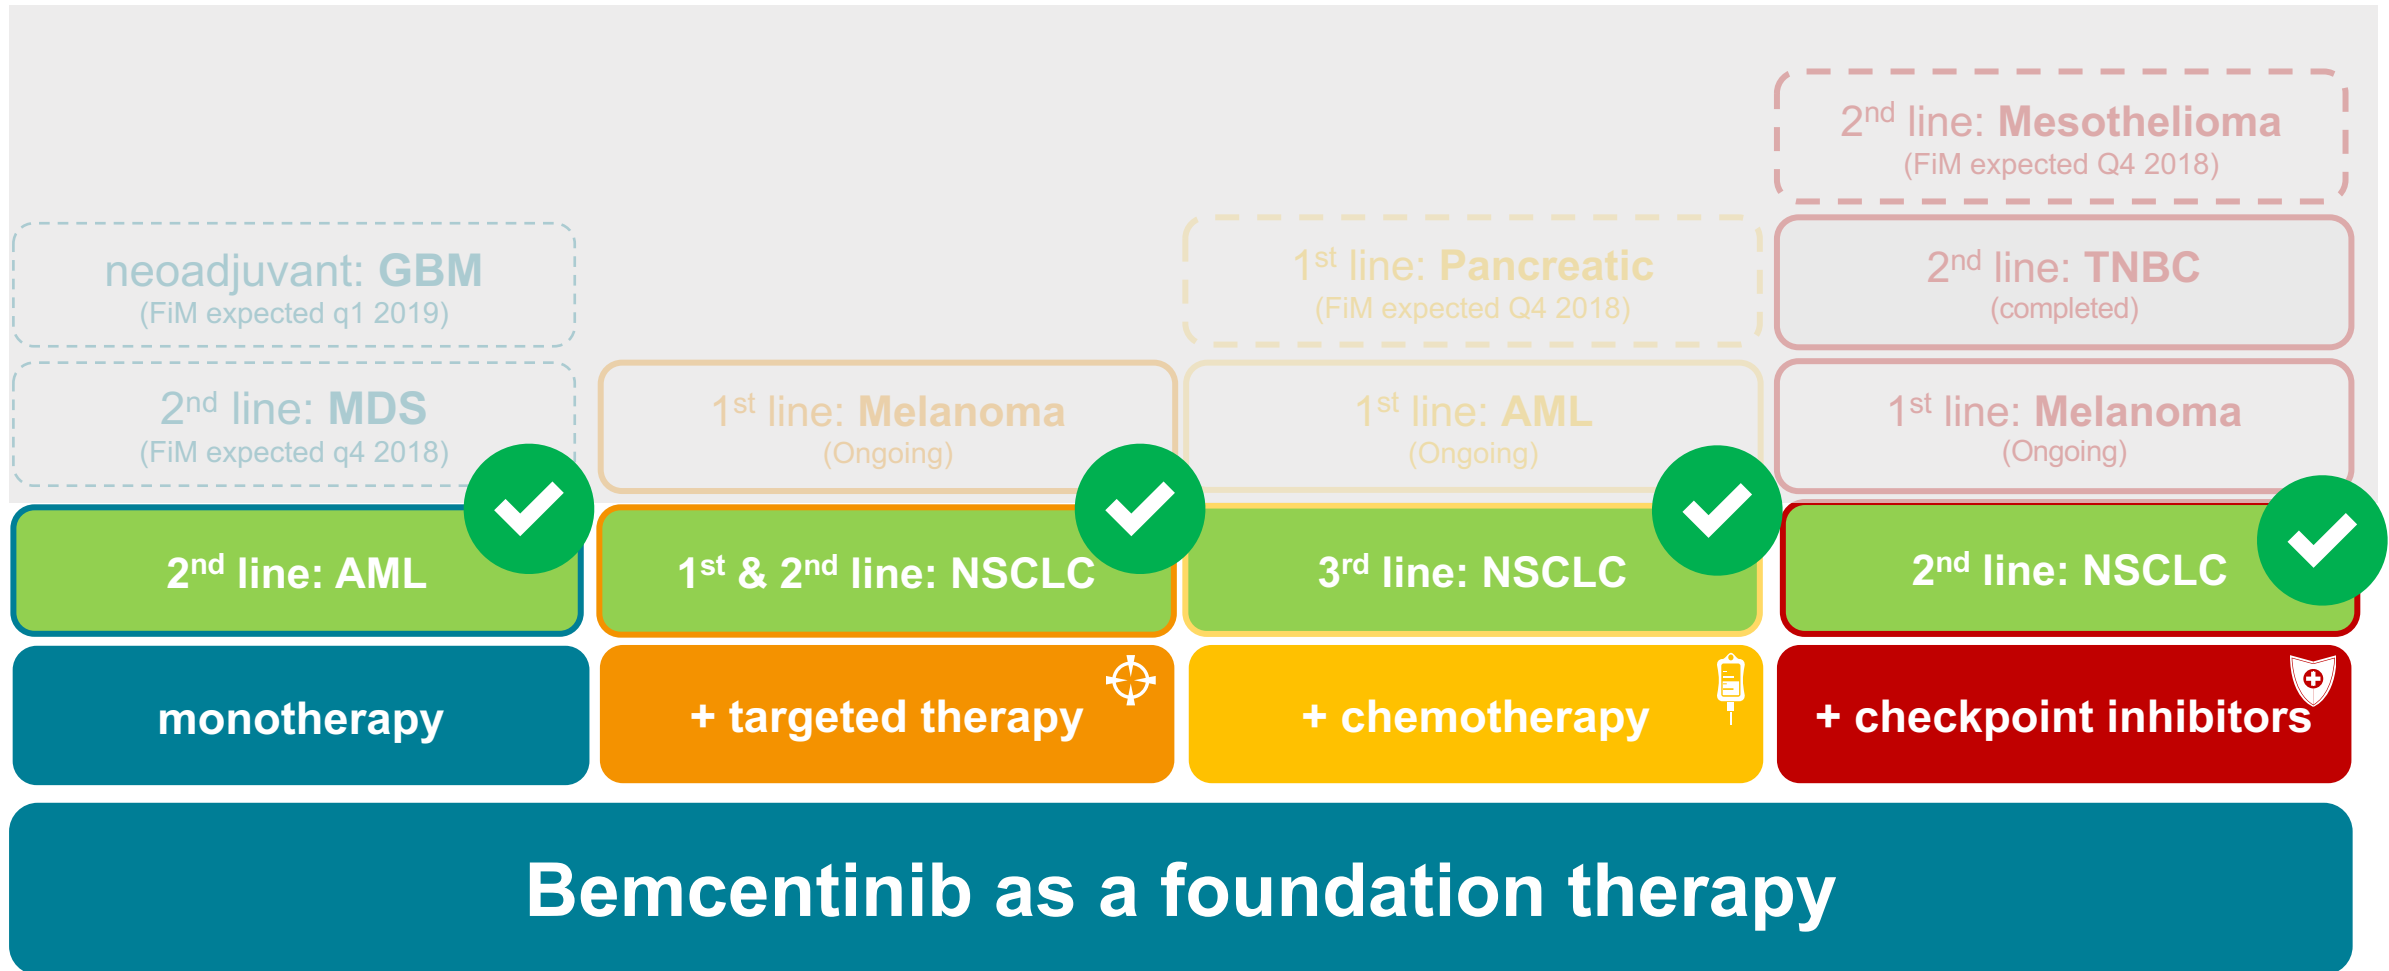 2nd line: Mesothelioma
(FiM expected Q4 2018)
neoadjuvant: GBM
(FiM expected q1 2019)
1st line: Pancreatic
(FiM expected Q4 2018)
2nd line: TNBC
(completed)
2nd line: MDS
(FiM expected q4 2018)
1st line: Melanoma
(Ongoing)
1st line: AML
(Ongoing)
1st line: Melanoma
(Ongoing)
2nd line: AML
1st & 2nd line: NSCLC
3rd line: NSCLC
2nd line: NSCLC
monotherapy
+ targeted therapy
+ chemotherapy
+ checkpoint inhibitors
Bemcentinib as a foundation therapy